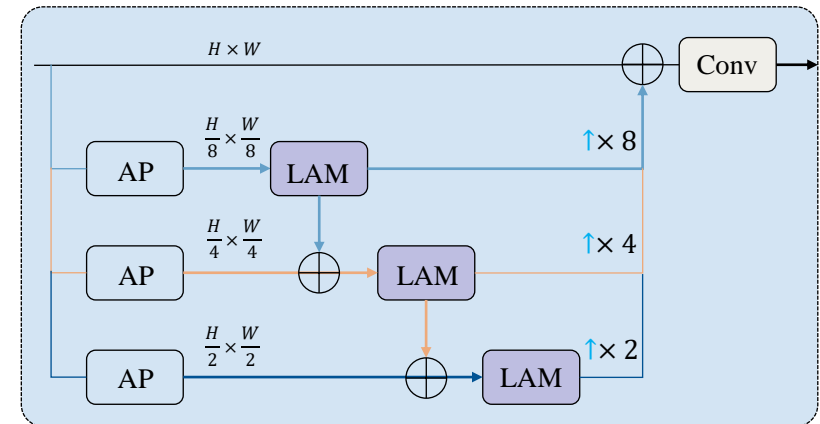 H × W
Conv
H/8 × W/8
↑× 8
AP
LAM
H/4 × W/4
↑× 4
AP
LAM
H/2 × W/2
↑× 2
AP
LAM